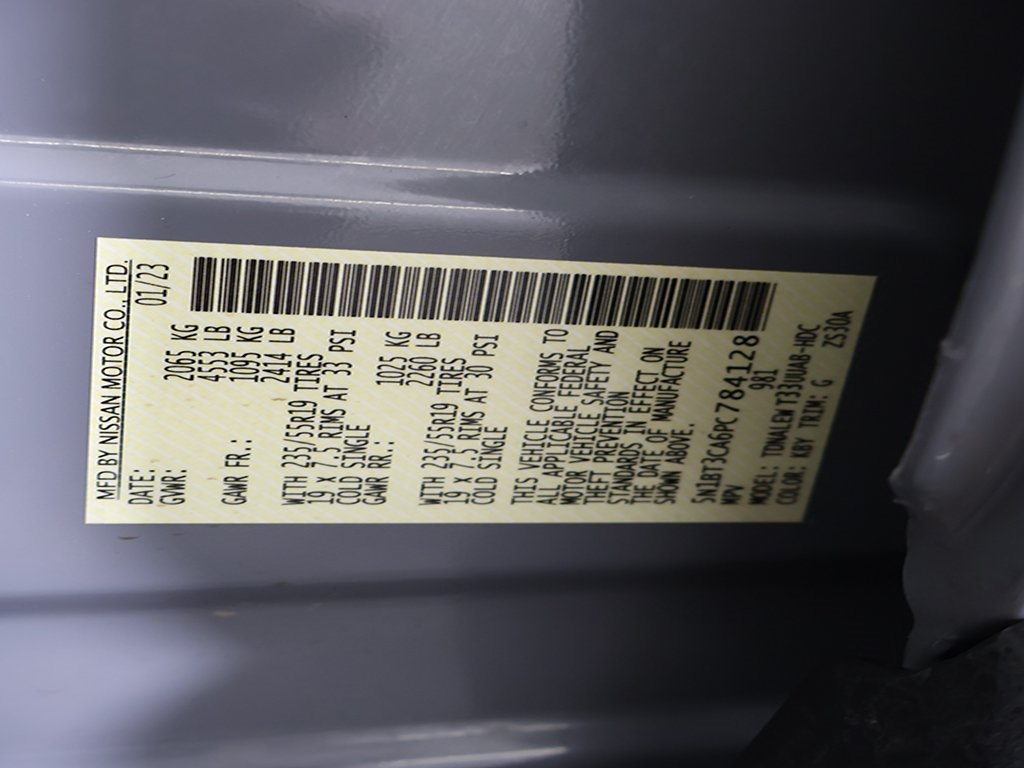 MFD BY NISSAN MOTOR CO., LTD.
DATE: 01/23
GVWR: 2065 KG
4553 LB
GAWR FR.: 1095 KG
2414 LB
WITH 235/55R19 TIRES
19 X 7.5 RIMS AT 33 PSI
COLD SINGLE
GAWR RR.: 1025 KG
2260 LB
WITH 235/55R19 TIRES
19 X 7.5 RIMS AT 30 PSI
COLD SINGLE
THIS VEHICLE CONFORMS TO
ALL APPLICABLE FEDERAL
MOTOR VEHICLE SAFETY AND
THEFT PREVENTION
STANDARDS IN EFFECT ON
THE DATE OF MANUFACTURE
SHOWN ABOVE.
5N1BT3CA6PC784128
MPV 981
MODEL: TDNALEW T33UUAB-HDC
COLOR: KBY TRIM: G ZS30A